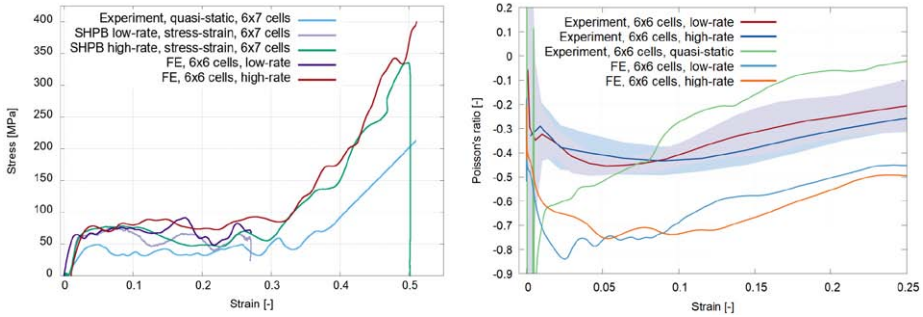 Experiment, quasi-static, 6x7 cells
SHPB low-rate, stress-strain, 6x7 cells
SHPB high-rate, stress-strain, 6x7 cells
FE, 6x6 cells, low-rate
FE, 6x6 cells, high-rate
400
350
300
250
200
150
100
50
0
Stress [MPa]
0 0.1 0.2 0.3 0.4 0.5
Strain [-]
Experiment, 6x6 cells, low-rate
Experiment, 6x6 cells, high-rate
Experiment, 6x6 cells, quasi-static
FE, 6x6 cells, low-rate
FE, 6x6 cells, high-rate
0.2
0
-0.1
-0.2
-0.3
-0.4
-0.5
-0.6
-0.7
-0.8
-0.9
Poisson's ratio [-]
0 0.05 0.1 0.15 0.2 0.25
Strain [-]